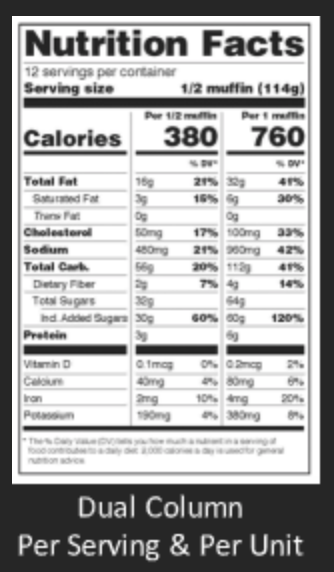 Nutrition Facts
12 servings per container
Serving size 1/2 muffin (114g)
Per 1/2 muffin Per 1 muffin
Calories 380 760
% DV* % DV*
Total Fat 16g 21% 32g 41%
Saturated Fat 3g 15% 6g 30%
Trans Fat 0g 0g
Cholesterol 50mg 17% 100mg 33%
Sodium 480mg 21% 960mg 42%
Total Carb. 56g 20% 112g 41%
Dietary Fiber 2g 7% 4g 14%
Total Sugars 32g 64g
Incl. Added Sugars 30g 60% 60g 120%
Protein 3g 6g
Vitamin D 0.1mcg 0% 0.2mcg 2%
Calcium 40mg 4% 80mg 6%
Iron 2mg 10% 4mg 20%
Potassium 190mg 4% 380mg 8%
* The % Daily Value (DV) tells you how much a nutrient in a serving of
food contributes to a daily diet. 2,000 calories a day is used for general
nutrition advice.
Dual Column
Per Serving & Per Unit